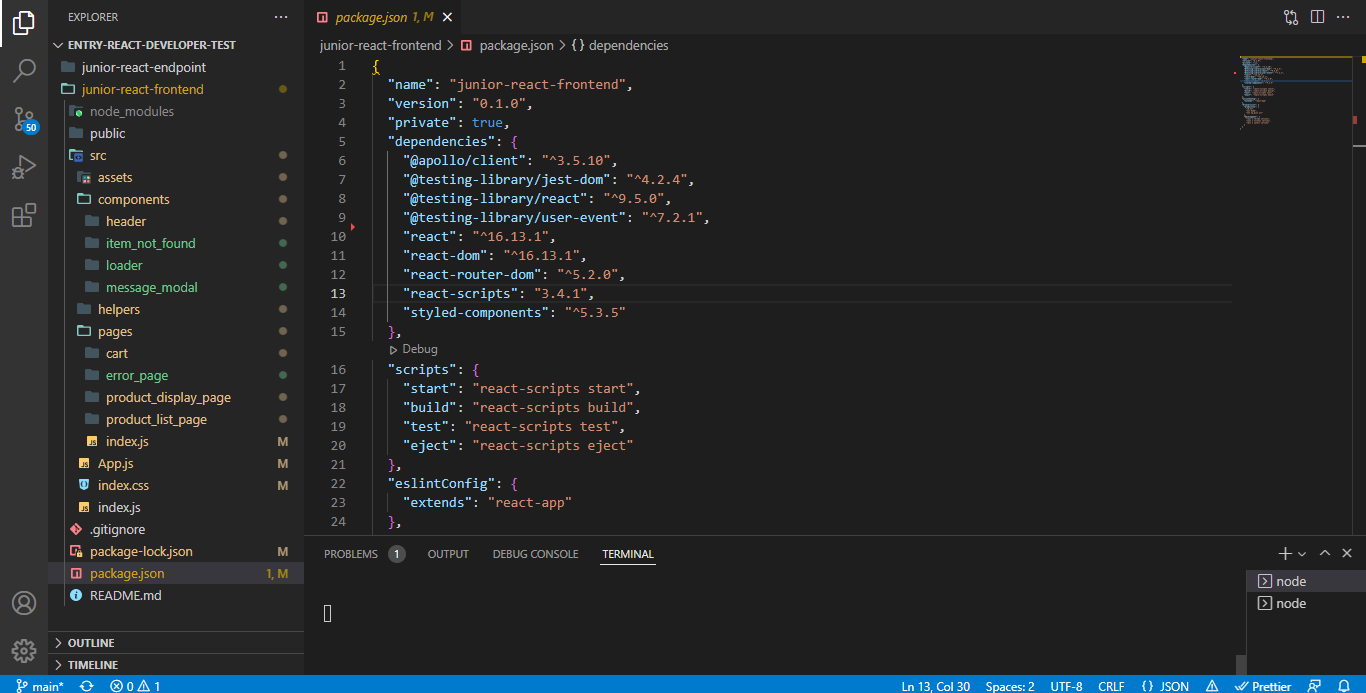 EXPLORER
ENTRY-REACT-DEVELOPER-TEST
junior-react-endpoint
junior-react-frontend
node_modules
public
src
assets
components
header
item_not_found
loader
message_modal
helpers
pages
cart
error_page
product_display_page
product_list_page
index.js M
App.js M
index.css M
index.js
.gitignore
package-lock.json M
package.json 1, M
README.md
OUTLINE
TIMELINE
50
package.json 1, M
junior-react-frontend > package.json > {} dependencies
1 {
2 "name": "junior-react-frontend",
3 "version": "0.1.0",
4 "private": true,
5 "dependencies": {
6 "@apollo/client": "^3.5.10",
7 "@testing-library/jest-dom": "^4.2.4",
8 "@testing-library/react": "^9.5.0",
9 "@testing-library/user-event": "^7.2.1",
10 "react": "^16.13.1",
11 "react-dom": "^16.13.1",
12 "react-router-dom": "^5.2.0",
13 "react-scripts": "3.4.1",
14 "styled-components": "^5.3.5"
15 },
Debug
16 "scripts": {
17 "start": "react-scripts start",
18 "build": "react-scripts build",
19 "test": "react-scripts test",
20 "eject": "react-scripts eject"
21 },
22 "eslintConfig": {
23 "extends": "react-app"
24 },
PROBLEMS 1 OUTPUT DEBUG CONSOLE TERMINAL
node
node
main* 0 1 Ln 13, Col 30 Spaces: 2 UTF-8 CRLF {} JSON Prettier